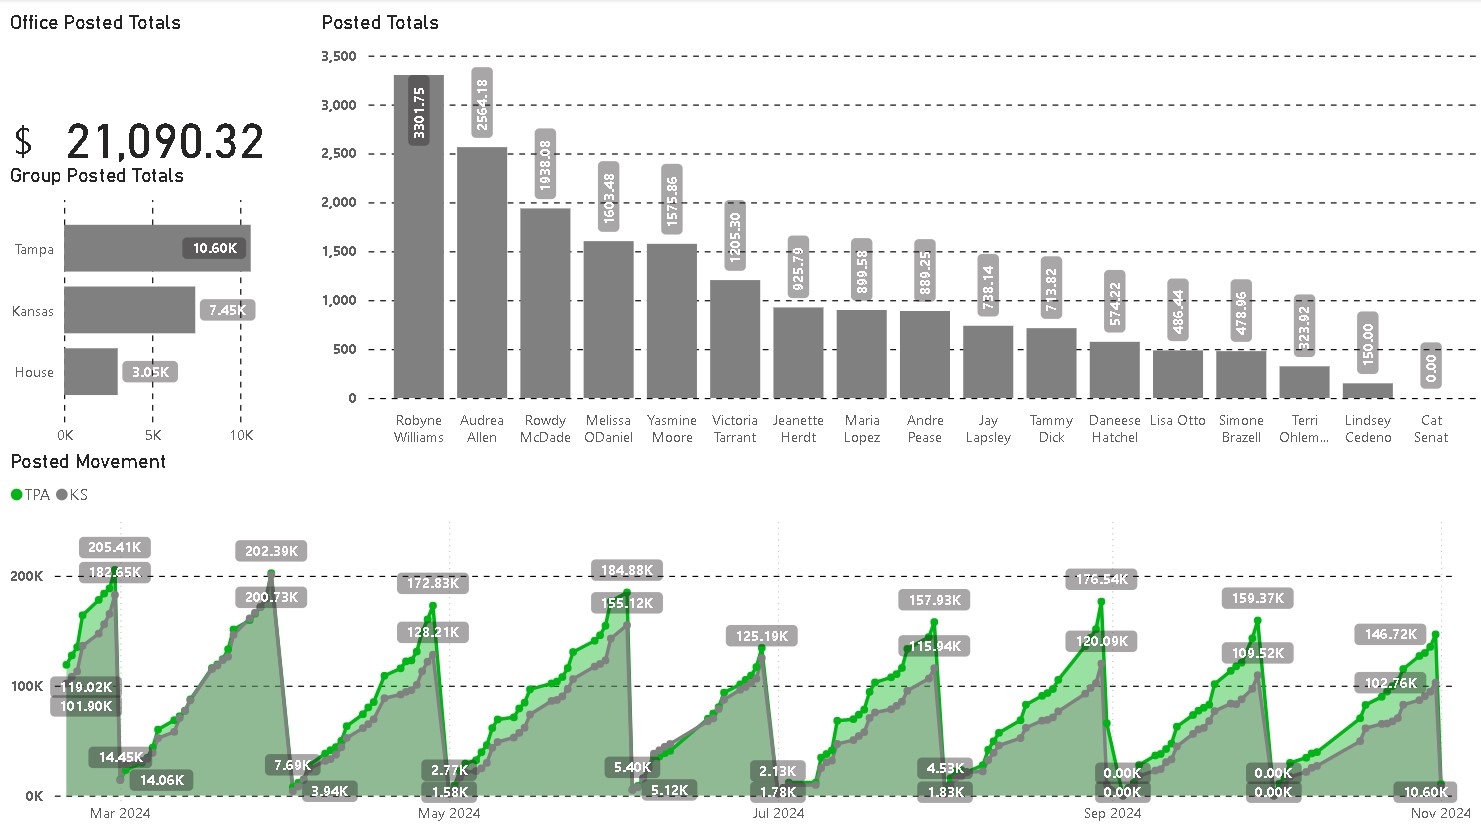 Office Posted Totals
$ 21,090.32
Group Posted Totals
Tampa
10.60K
Kansas
7.45K
House
3.05K
0K 5K 10K
Posted Totals
3,500
3,000
2,500
2,000
1,500
1,000
500
0
3301.75
2564.18
1938.08
1603.48
1575.86
1205.30
925.79
899.58
889.25
738.14
713.82
574.22
486.44
478.96
323.92
150.00
0.00
Robyne Williams
Audrea Allen
Rowdy McDade
Melissa ODaniel
Yasmine Moore
Victoria Tarrant
Jeanette Herdt
Maria Lopez
Andre Pease
Jay Lapsley
Tammy Dick
Daneese Hatchel
Lisa Otto
Simone Brazell
Terri Ohlem...
Lindsey Cedeno
Cat Senat
Posted Movement
TPA KS
200K
100K
0K
205.41K
182.65K
119.02K
101.90K
14.45K
14.06K
202.39K
200.73K
7.69K
3.94K
172.83K
128.21K
2.77K
1.58K
184.88K
155.12K
5.40K
5.12K
125.19K
2.13K
1.78K
157.93K
115.94K
4.53K
1.83K
176.54K
120.09K
0.00K
0.00K
159.37K
109.52K
0.00K
0.00K
146.72K
102.76K
10.60K
Mar 2024 May 2024 Jul 2024 Sep 2024 Nov 2024